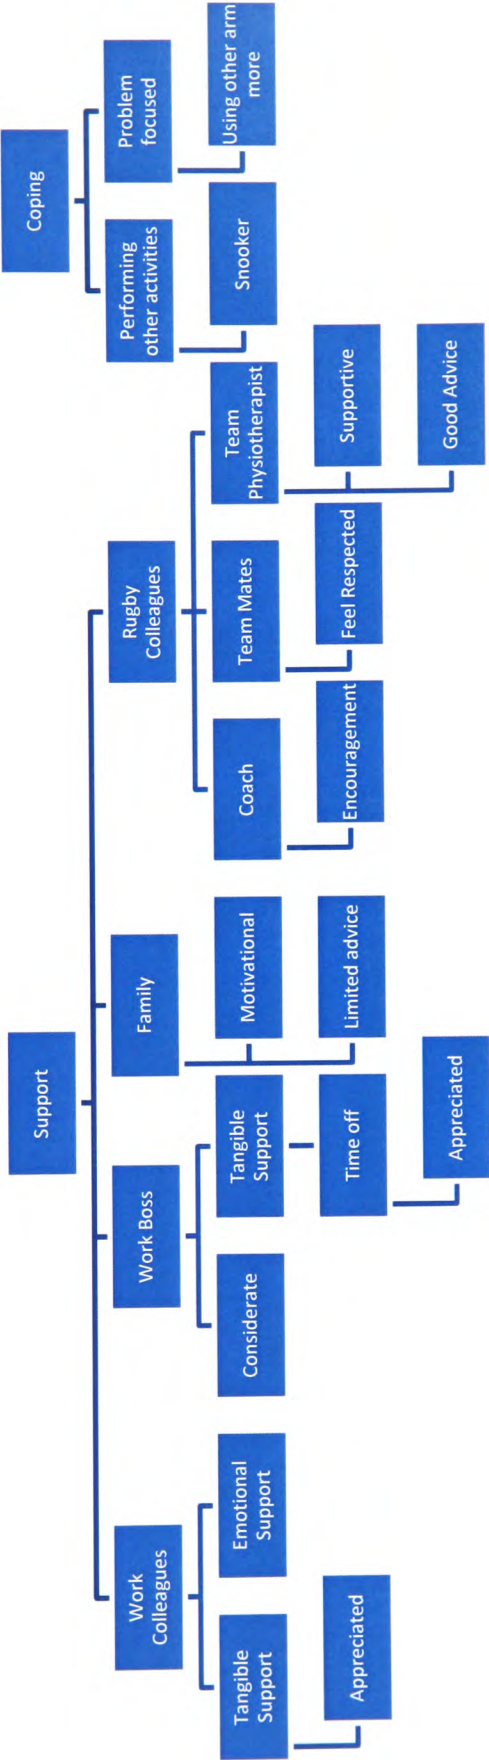 Support
Work
Colleagues
Tangible
Support
Appreciated
Emotional
Support
Work Boss
Considerate
Tangible
Support
Time off
Appreciated
Family
Motivational
Limited advice
Rugby
Colleagues
Coach
Encouragement
Team Mates
Feel Respected
Team
Physiotherapist
Supportive
Good Advice
Coping
Performing
other activities
Snooker
Problem
focused
Using other arm
more